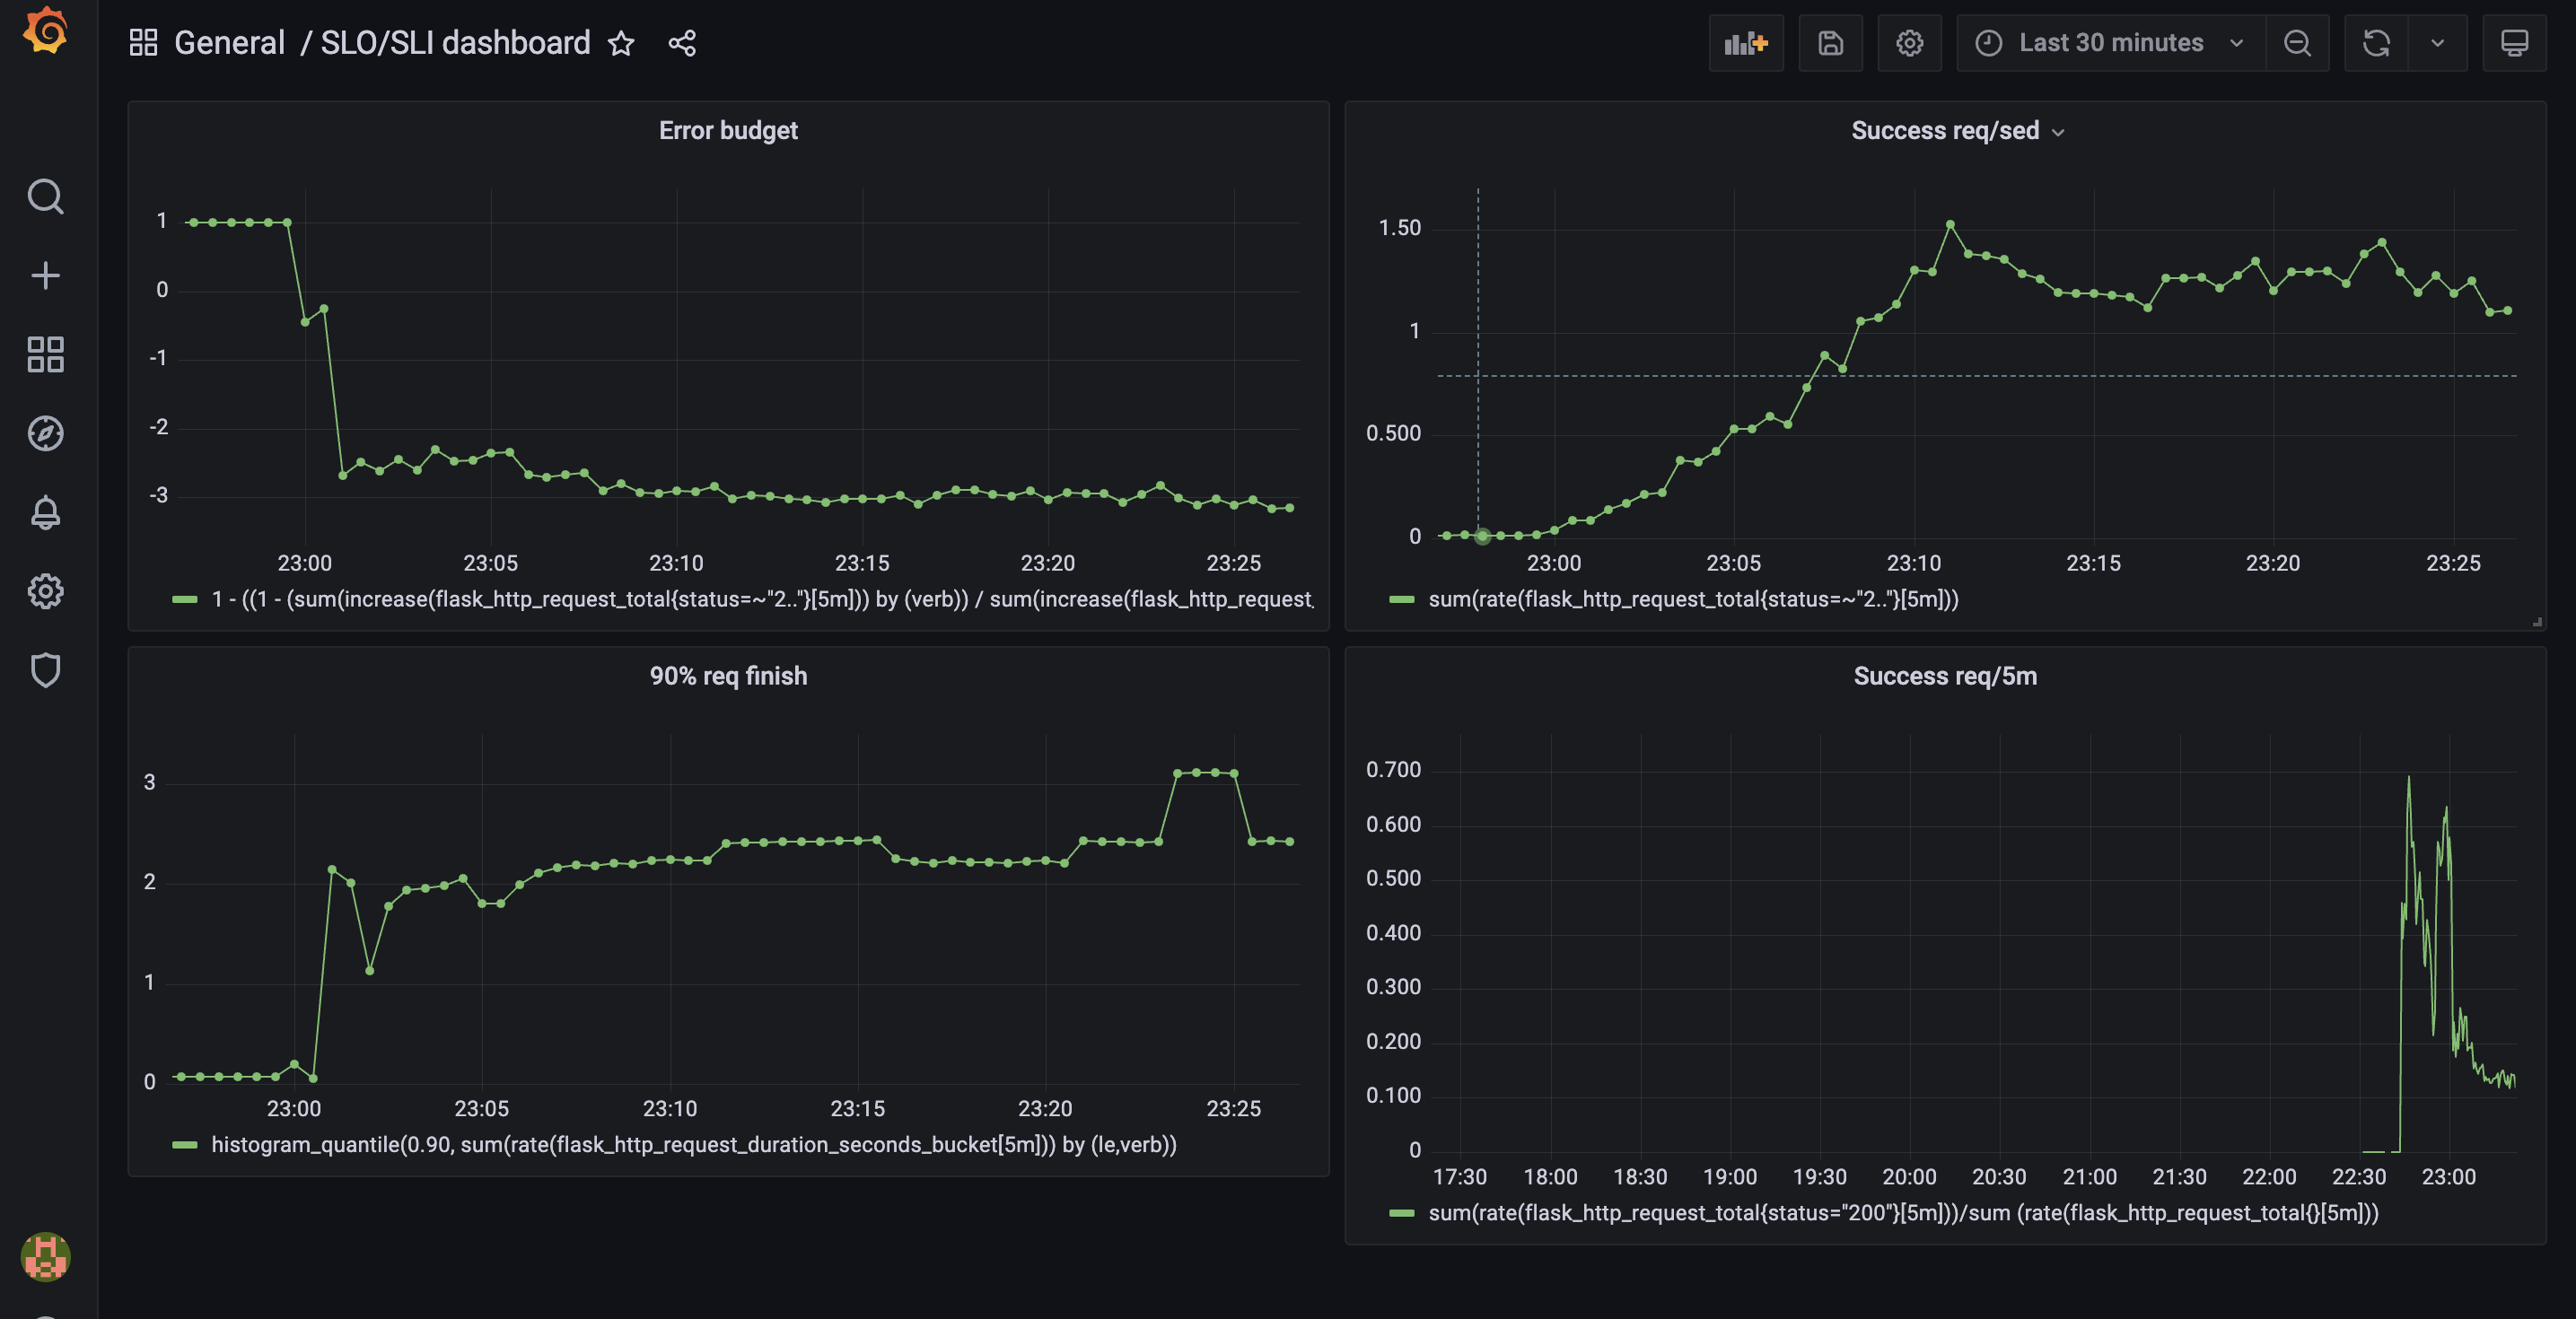 General / SLO/SLI dashboard
Last 30 minutes
Error budget
1
0
-1
-2
-3
23:00 23:05 23:10 23:15 23:20 23:25
1 - ((1 - (sum(increase(flask_http_request_total{status=~"2.."}[5m])) by (verb)) / sum(increase(flask_http_request_
Success req/sed
1.50
1
0.500
0
23:00 23:05 23:10 23:15 23:20 23:25
sum(rate(flask_http_request_total{status=~"2.."}[5m]))
90% req finish
3
2
1
0
23:00 23:05 23:10 23:15 23:20 23:25
histogram_quantile(0.90, sum(rate(flask_http_request_duration_seconds_bucket[5m])) by (le,verb))
Success req/5m
0.700
0.600
0.500
0.400
0.300
0.200
0.100
0
17:30 18:00 18:30 19:00 19:30 20:00 20:30 21:00 21:30 22:00 22:30 23:00
sum(rate(flask_http_request_total{status="200"}[5m]))/sum (rate(flask_http_request_total{}[5m]))